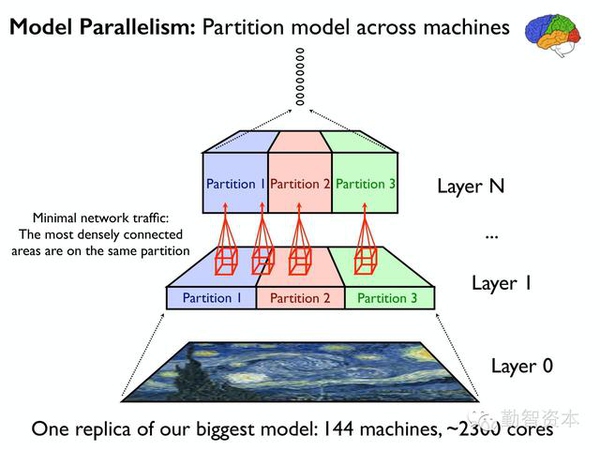 Model Parallelism: Partition model across machines
Partition 1 Partition 2 Partition 3
Layer N
Minimal network traffic:
The most densely connected
areas are on the same partition
...
Layer 1
Partition 1 Partition 2 Partition 3
Layer 0
勤智资本
One replica of our biggest model: 144 machines, ~2300 cores